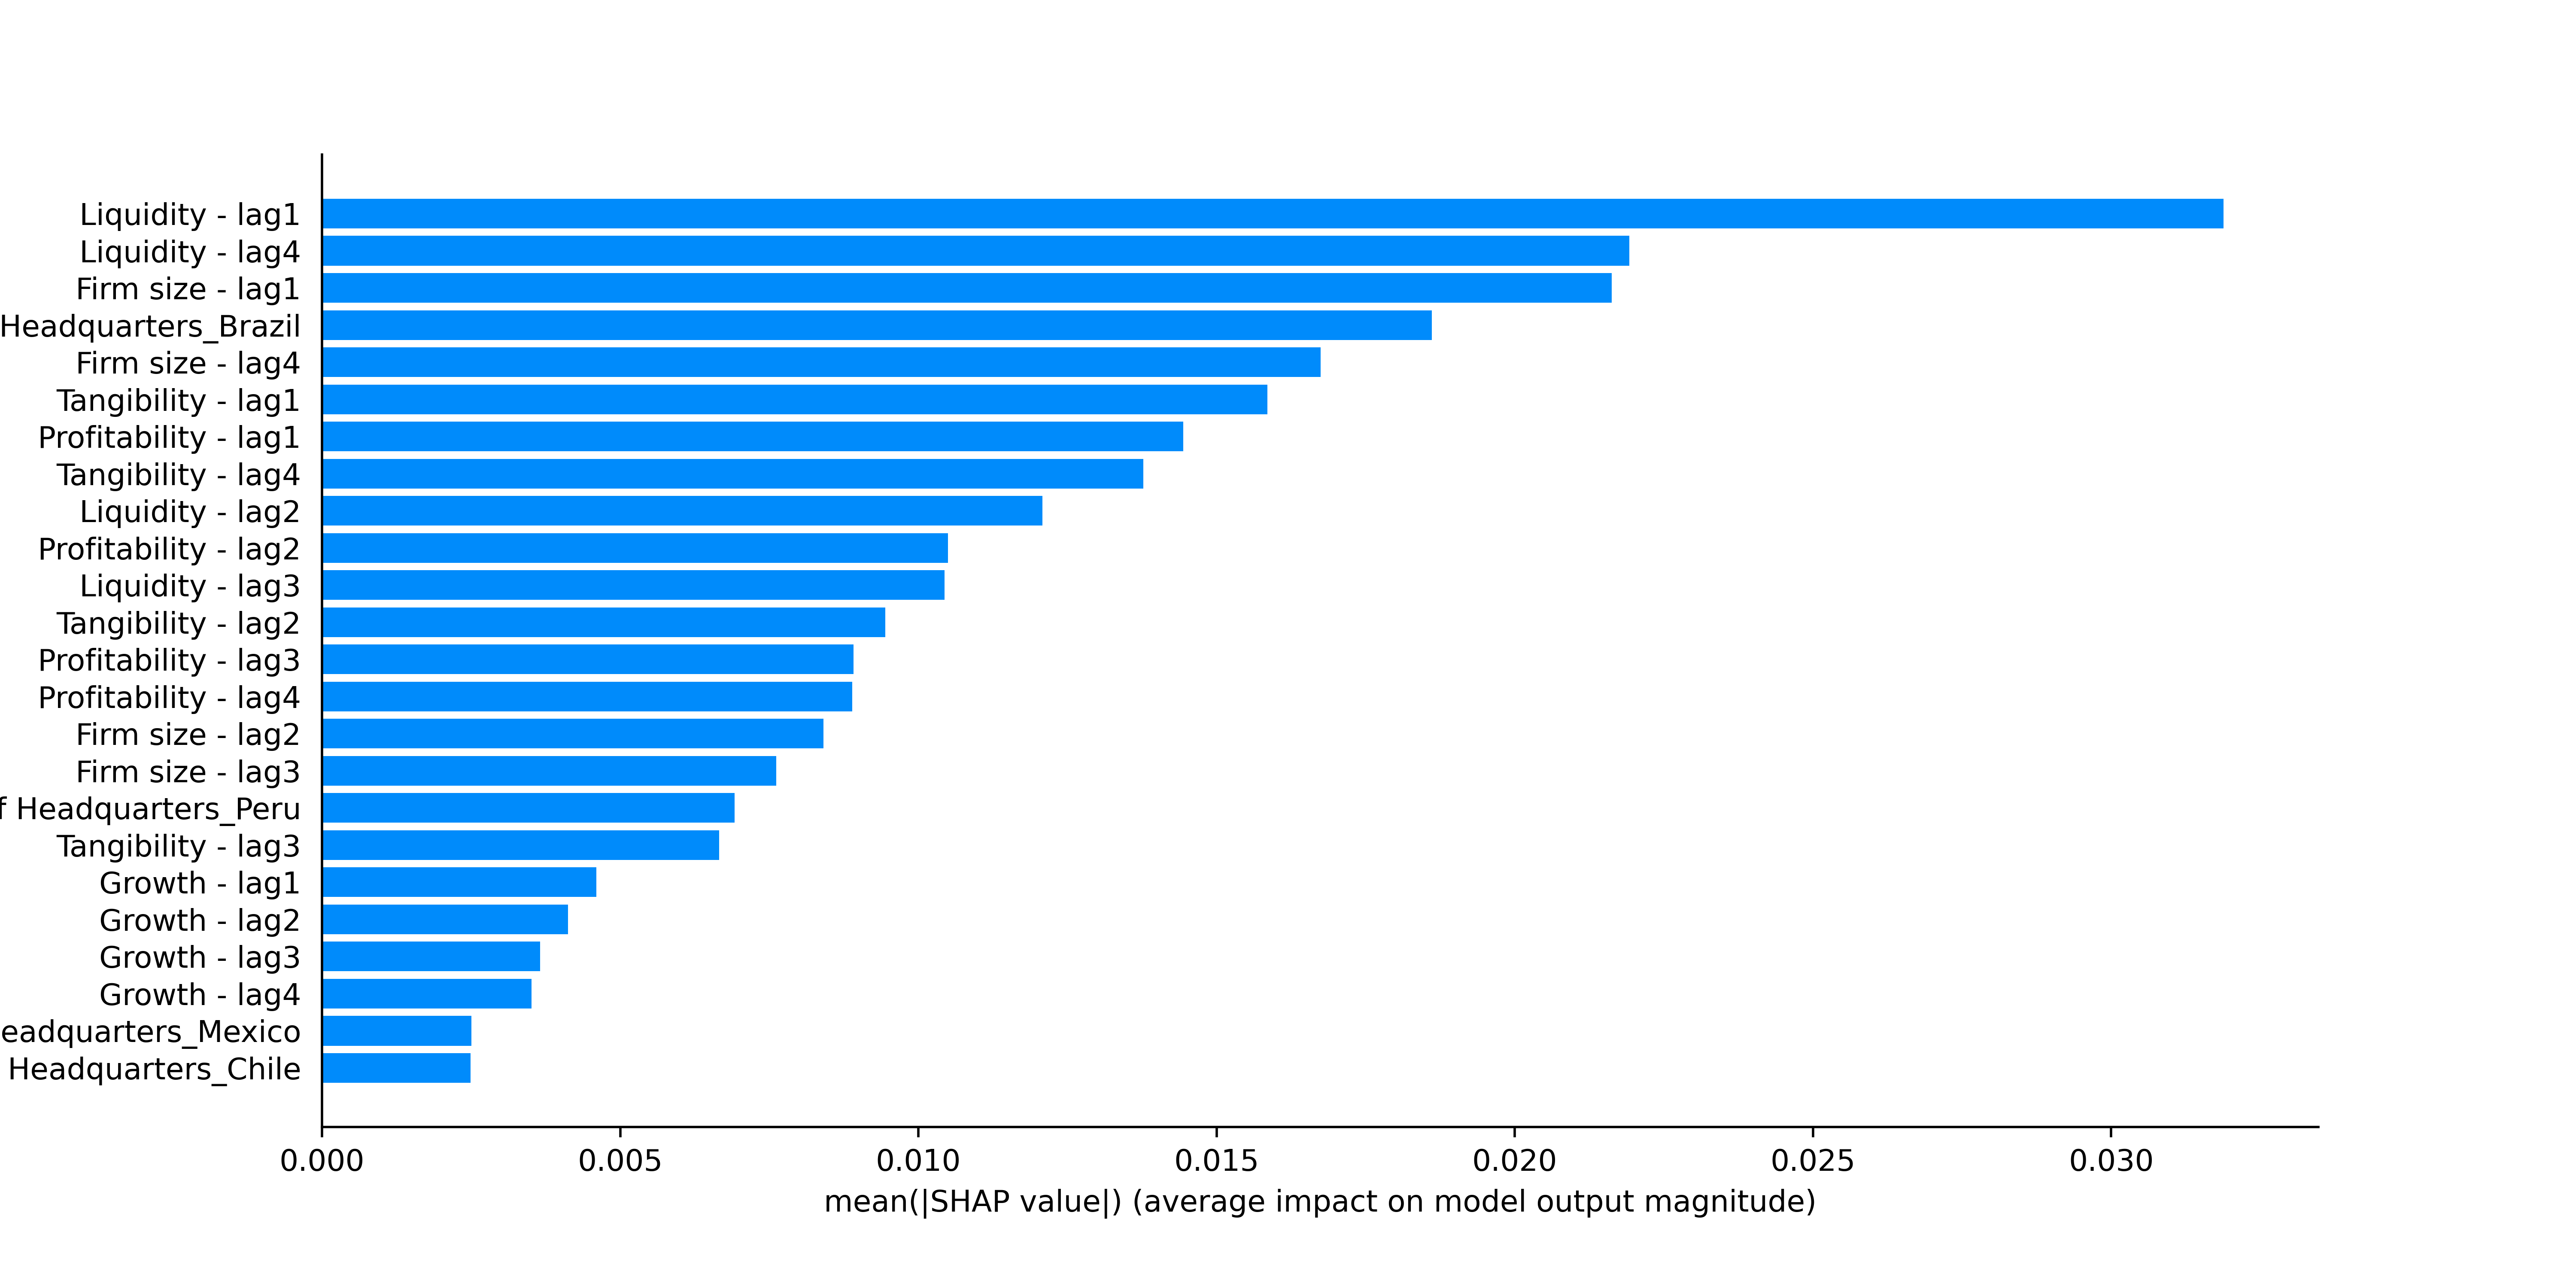 Liquidity - lag1
Liquidity - lag4
Firm size - lag1
Headquarters_Brazil
Firm size - lag4
Tangibility - lag1
Profitability - lag1
Tangibility - lag4
Liquidity - lag2
Profitability - lag2
Liquidity - lag3
Tangibility - lag2
Profitability - lag3
Profitability - lag4
Firm size - lag2
Firm size - lag3
f Headquarters_Peru
Tangibility - lag3
Growth - lag1
Growth - lag2
Growth - lag3
Growth - lag4
eadquarters_Mexico
Headquarters_Chile
0.000 0.005 0.010 0.015 0.020 0.025 0.030
mean(|SHAP value|) (average impact on model output magnitude)